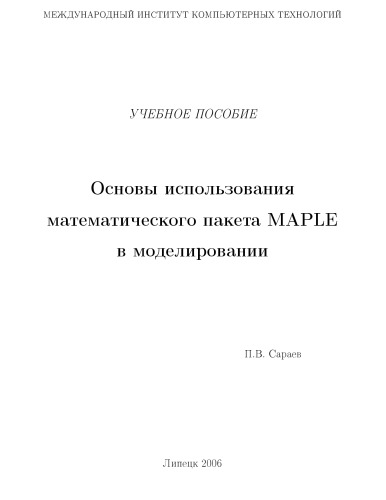 МЕЖДУНАРОДНЫЙ ИНСТИТУТ КОМПЬЮТЕРНЫХ ТЕХНОЛОГИЙ
УЧЕБНОЕ ПОСОБИЕ
Основы использования
математического пакета MAPLE
в моделировании
П.В. Сараев
Липецк 2006